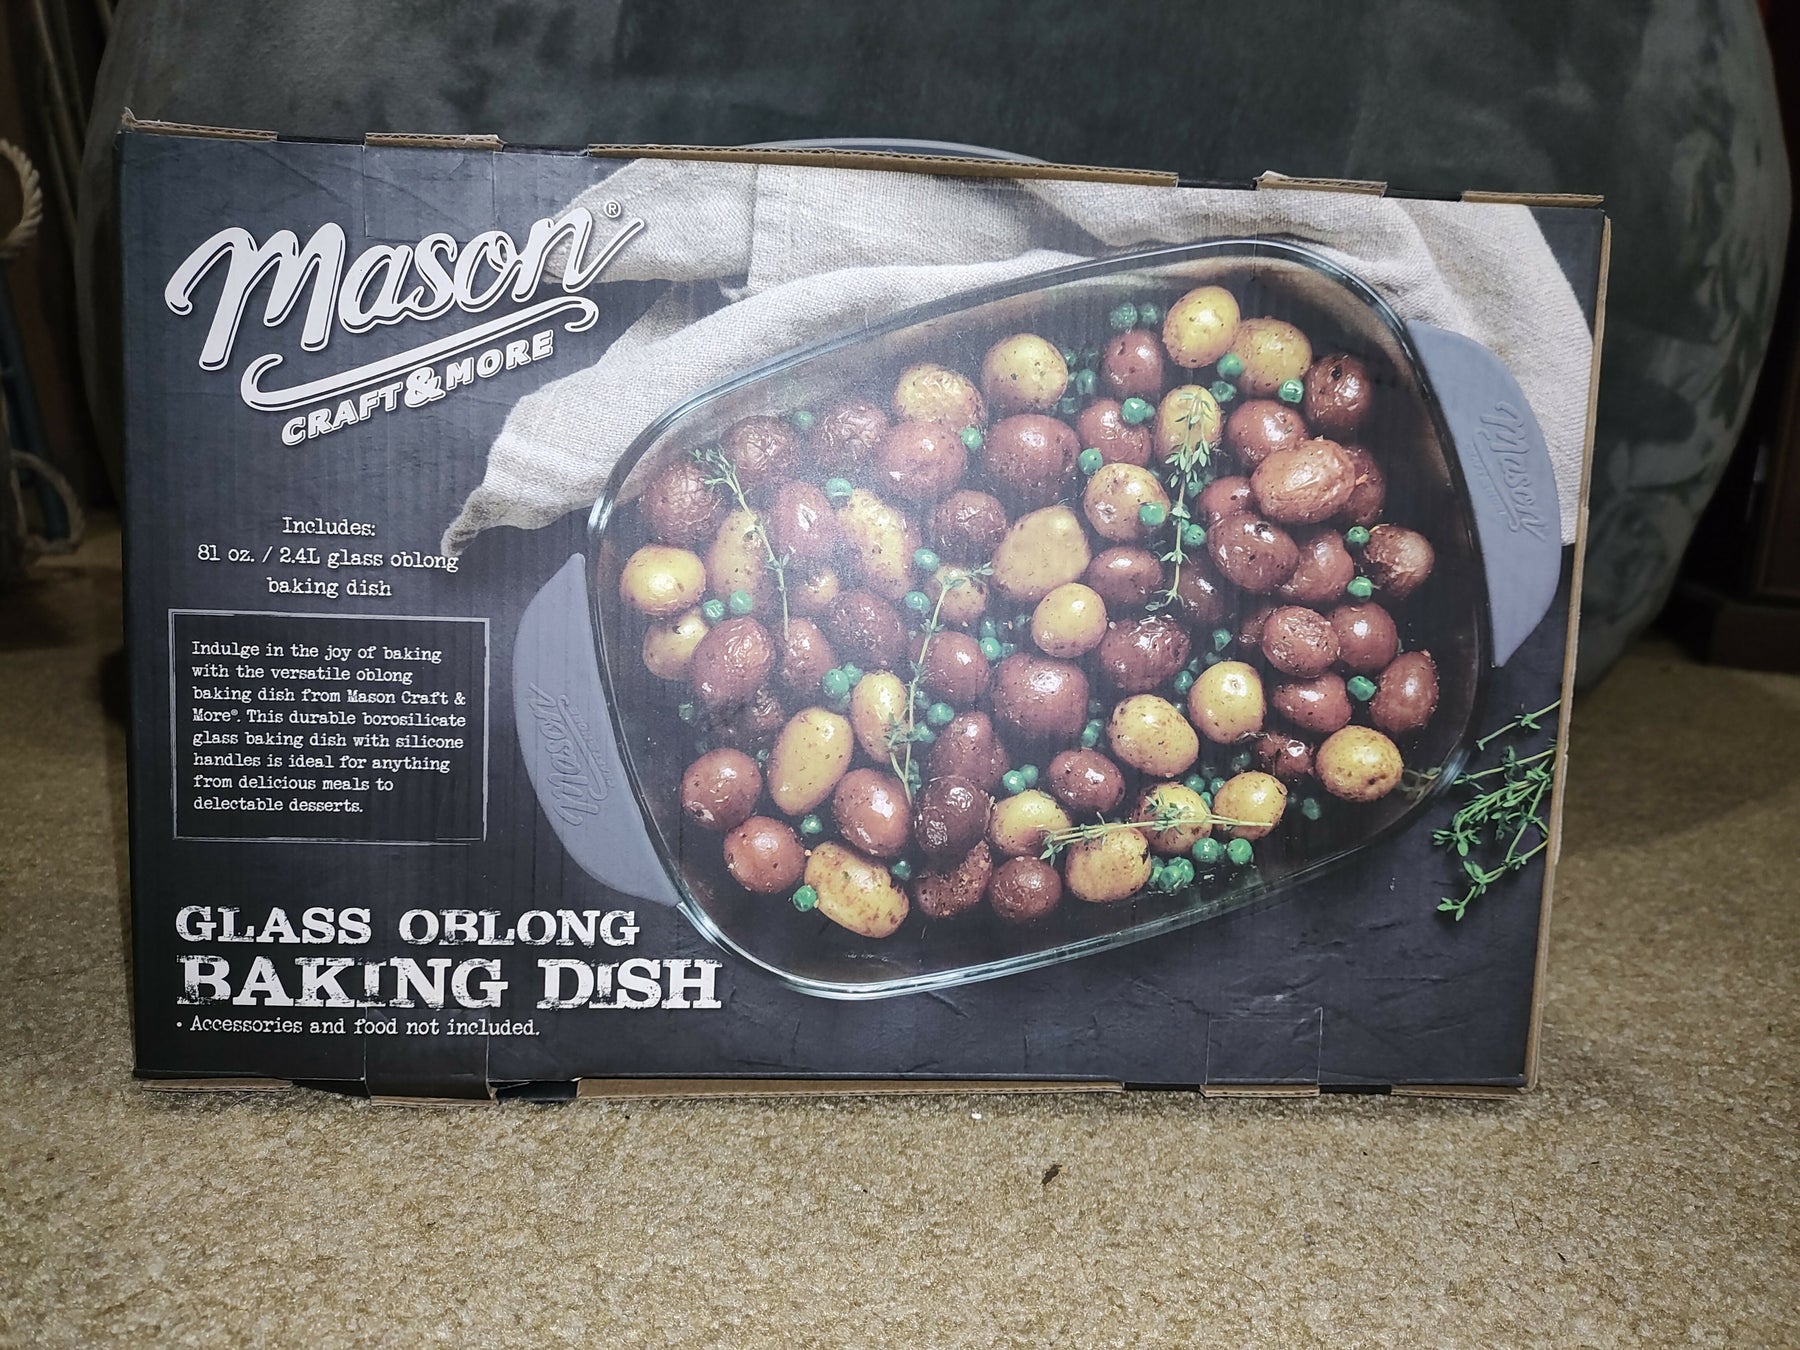 Mason®
CRAFT & MORE
Includes:
81 oz. / 2.4L glass oblong
baking dish
Indulge in the joy of baking
with the versatile oblong
baking dish from Mason Craft &
More®. This durable borosilicate
glass baking dish with silicone
handles is ideal for anything
from delicious meals to
delectable desserts.
GLASS OBLONG
BAKING DISH
• Accessories and food not included.
Mason
Mason